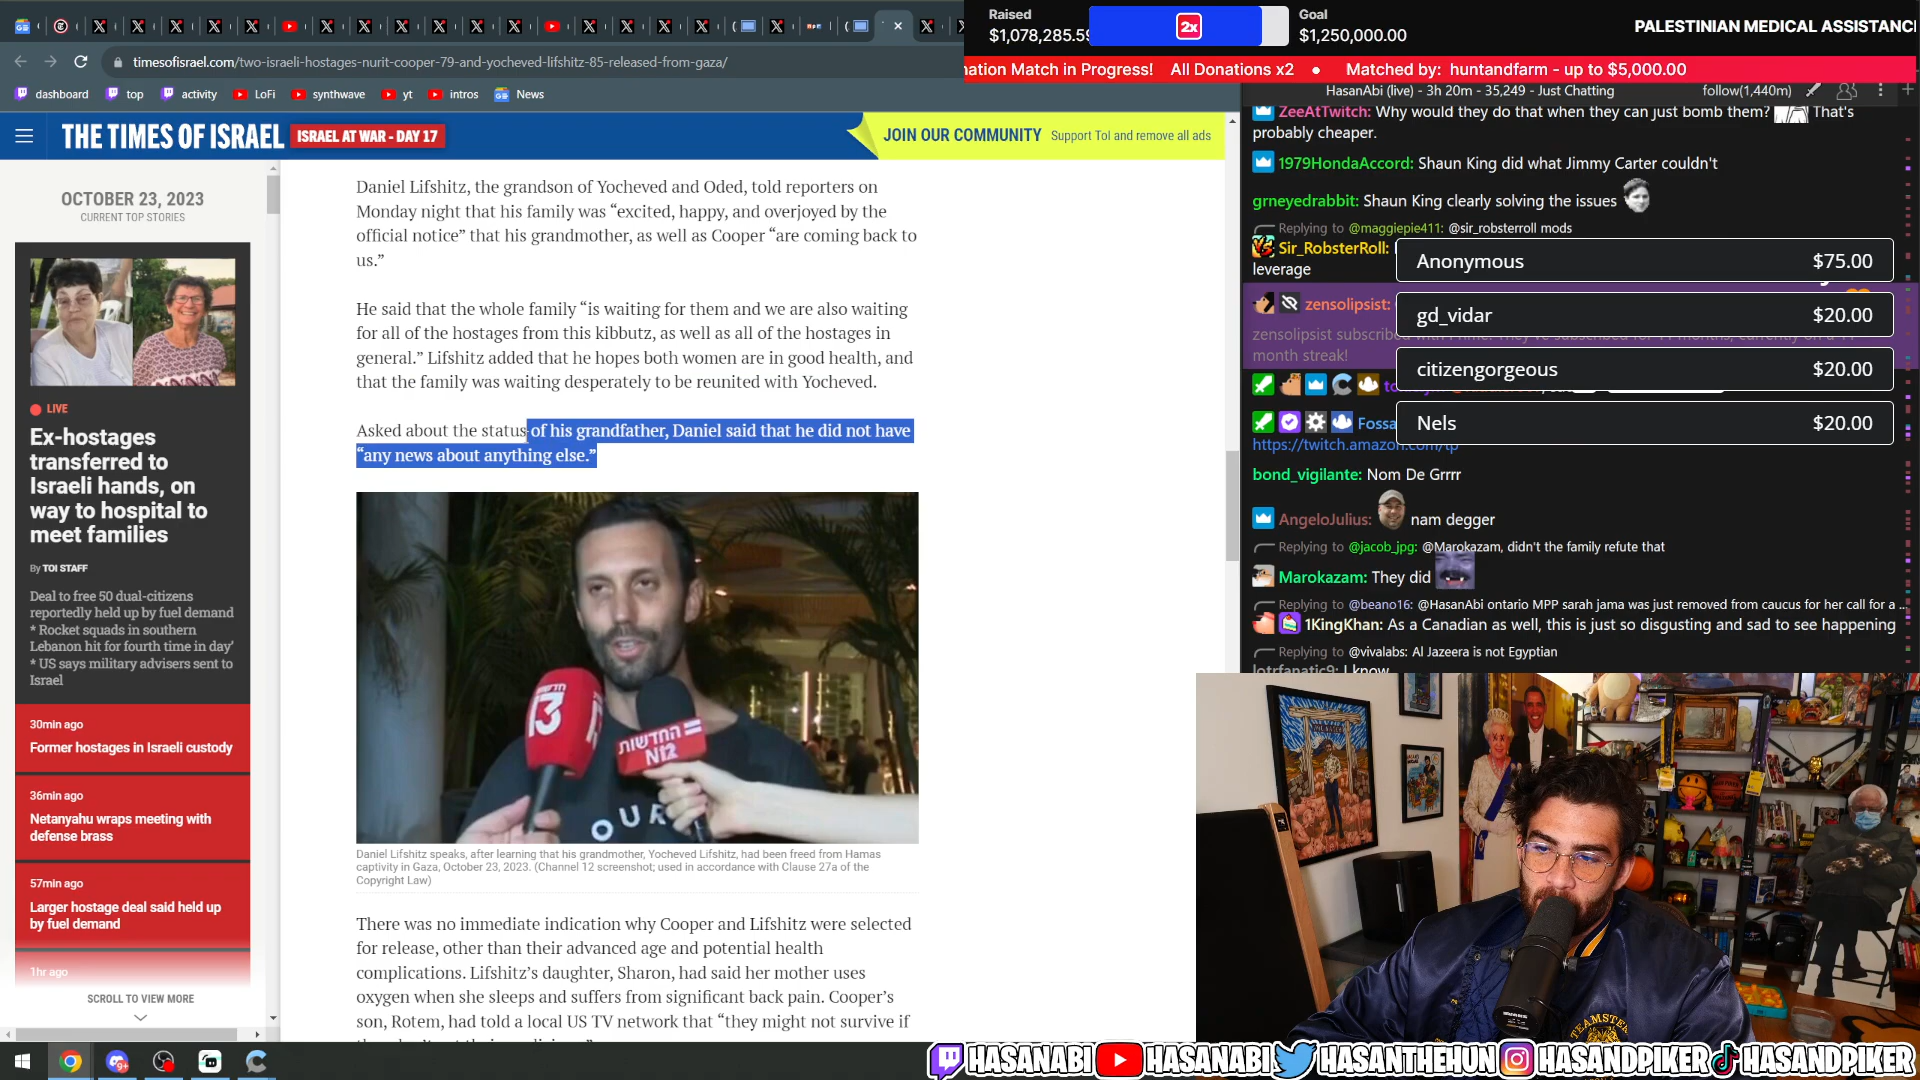 timesofisrael.com/two-israeli-hostages-nurit-cooper-79-and-yocheved-lifshitz-85-released-from-gaza/
dashboard
top
activity
LoFi
synthwave
yt
intros
News
Raised
$1,078,285.59
2x
Goal
$1,250,000.00
PALESTINIAN MEDICAL ASSISTANC
nation Match in Progress! All Donations x2 • Matched by: huntandfarm - up to $5,000.00
HasanAbi (live) - 3h 20m - 35,249 - Just Chatting
follow(1,440m)
THE TIMES OF ISRAEL
ISRAEL AT WAR - DAY 17
JOIN OUR COMMUNITY
Support ToI and remove all ads
OCTOBER 23, 2023
CURRENT TOP STORIES
LIVE
Ex-hostages
transferred to
Israeli hands, on
way to hospital to
meet families
By TOI STAFF
Deal to free 50 dual-citizens
reportedly held up by fuel demand
* Rocket squads in southern
Lebanon hit for fourth time in day'
* US says military advisers sent to
Israel
30min ago
Former hostages in Israeli custody
36min ago
Netanyahu wraps meeting with
defense brass
57min ago
Larger hostage deal said held up
by fuel demand
1hr ago
SCROLL TO VIEW MORE
Daniel Lifshitz, the grandson of Yocheved and Oded, told reporters on
Monday night that his family was “excited, happy, and overjoyed by the
official notice” that his grandmother, as well as Cooper “are coming back to
us.”
He said that the whole family “is waiting for them and we are also waiting
for all of the hostages from this kibbutz, as well as all of the hostages in
general.” Lifshitz added that he hopes both women are in good health, and
that the family was waiting desperately to be reunited with Yocheved.
Asked about the status of his grandfather, Daniel said that he did not have
“any news about anything else.”
13
החדשות
N12
OUR
Daniel Lifshitz speaks, after learning that his grandmother, Yocheved Lifshitz, had been freed from Hamas
captivity in Gaza, October 23, 2023. (Channel 12 screenshot; used in accordance with Clause 27a of the
Copyright Law)
There was no immediate indication why Cooper and Lifshitz were selected
for release, other than their advanced age and potential health
complications. Lifshitz’s daughter, Sharon, had said her mother uses
oxygen when she sleeps and suffers from significant back pain. Cooper’s
son, Rotem, had told a local US TV network that “they might not survive if
ZeeAtTwitch: Why would they do that when they can just bomb them? That's
probably cheaper.
1979HondaAccord: Shaun King did what Jimmy Carter couldn't
grneyedrabbit: Shaun King clearly solving the issues
Replying to @maggiepie411: @sir_robsterroll mods
Sir_RobsterRoll:
leverage
zensolipsist:
zensolipsist subscribed
month streak!
Fossa
https://twitch.amazon.com/tp
Anonymous $75.00
gd_vidar $20.00
citizengorgeous $20.00
Nels $20.00
bond_vigilante: Nom De Grrrr
AngeloJulius: nam degger
Replying to @jacob_jpg: @Marokazam, didn't the family refute that
Marokazam: They did
Replying to @beano16: @HasanAbi ontario MPP sarah jama was just removed from caucus for her call for a ...
1KingKhan: As a Canadian as well, this is just so disgusting and sad to see happening
Replying to @vivalabs: Al Jazeera is not Egyptian
lotrfanatic9: I know
TEAMSTERS
HASANABI HASANABI HASANTHEHUN HASANDPIKER HASANDPIKER